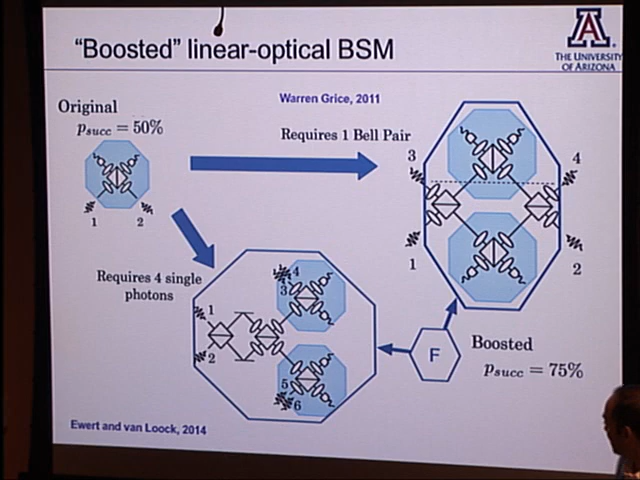 "Boosted" linear-optical BSM
THE UNIVERSITY
OF ARIZONA
Original
p_succ = 50%
Warren Grice, 2011
Requires 1 Bell Pair
1
2
3
4
1
2
Requires 4 single
photons
1
2
3
4
5
6
F
Boosted
p_succ = 75%
Ewert and van Loock, 2014